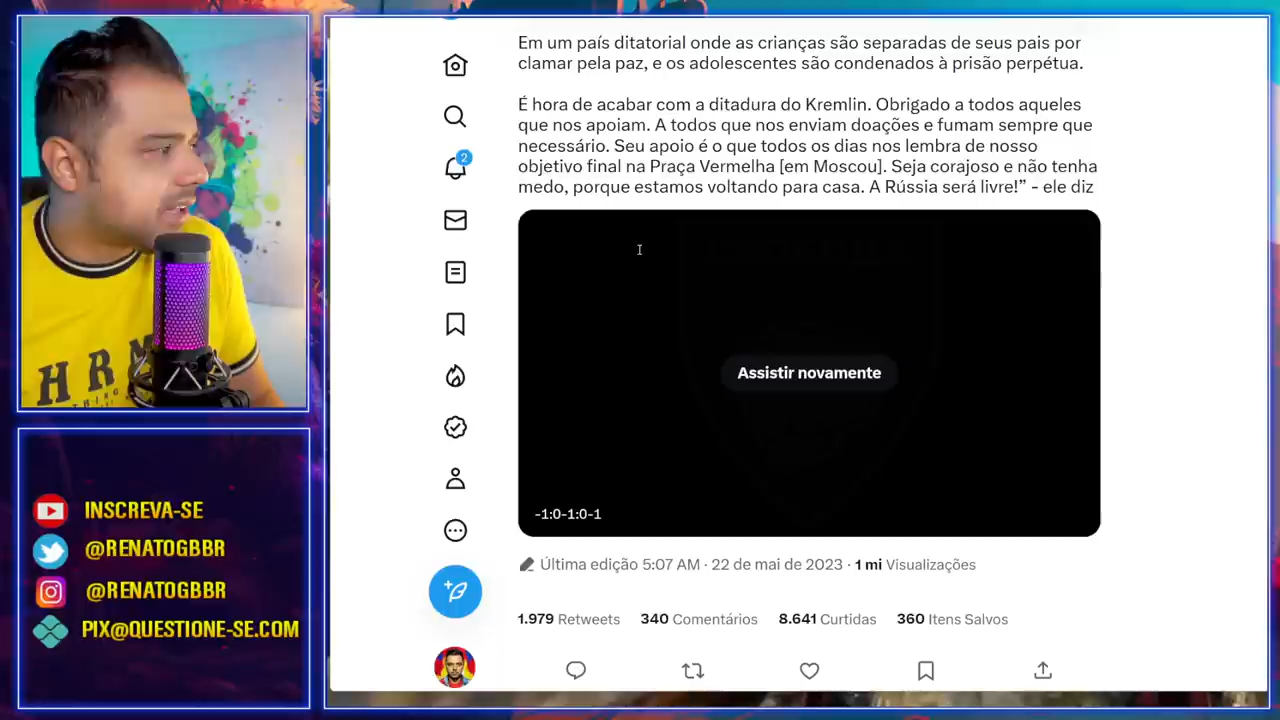 Em um país ditatorial onde as crianças são separadas de seus pais por
clamar pela paz, e os adolescentes são condenados à prisão perpétua.
É hora de acabar com a ditadura do Kremlin. Obrigado a todos aqueles
que nos apoiam. A todos que nos enviam doações e fumam sempre que
necessário. Seu apoio é o que todos os dias nos lembra de nosso
objetivo final na Praça Vermelha [em Moscou]. Seja corajoso e não tenha
medo, porque estamos voltando para casa. A Rússia será livre!” - ele diz
2
Assistir novamente
-1:0-1:0-1
Última edição 5:07 AM · 22 de mai de 2023 · 1 mi Visualizações
1.979 Retweets 340 Comentários 8.641 Curtidas 360 Itens Salvos
HRM
INSCREVA-SE
@RENATOGBBR
@RENATOGBBR
PIX@QUESTIONE-SE.COM